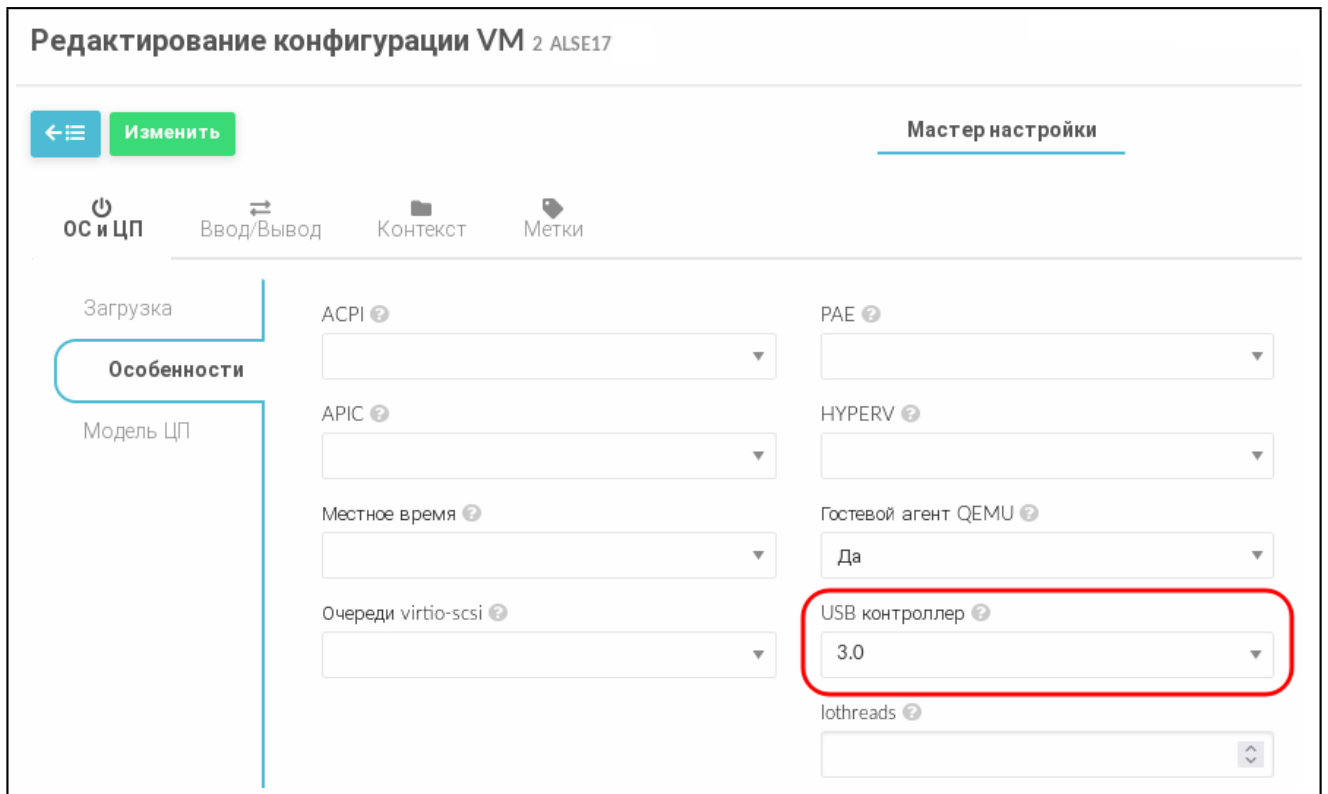 Редактирование конфигурации VM 2 ALSE17
Изменить
Мастер настройки
ОС и ЦП Ввод/Вывод Контекст Метки
Загрузка
Особенности
Модель ЦП
ACPI PAE
APIC HYPERV
Местное время Гостевой агент QEMU
Да
Очереди virtio-scsi USB контроллер
3.0
Iothreads